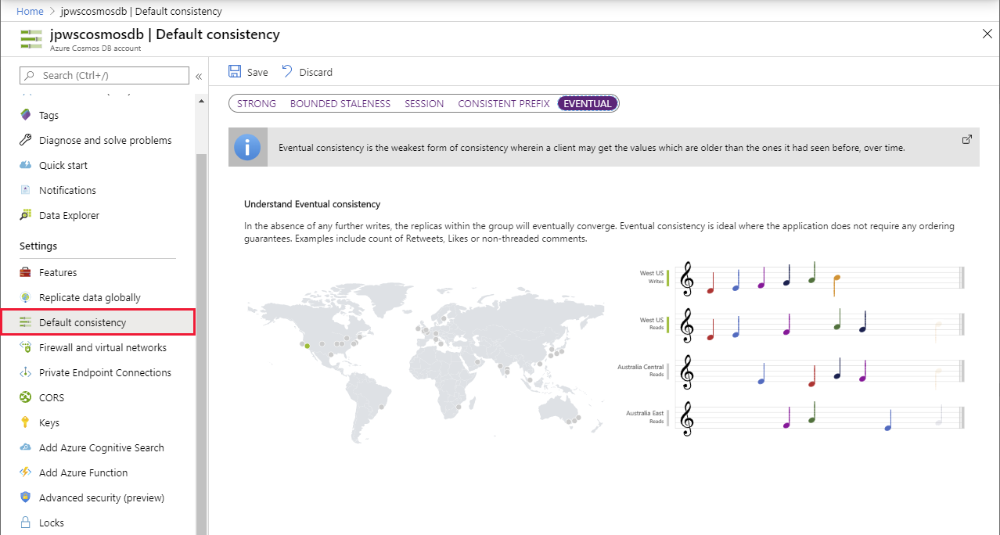 Home > jpwscosmosdb | Default consistency
jpwscosmosdb | Default consistency
Azure Cosmos DB account
Search (Ctrl+/)
«
Save
Discard
STRONG BOUNDED STALENESS SESSION CONSISTENT PREFIX EVENTUAL
Eventual consistency is the weakest form of consistency wherein a client may get the values which are older than the ones it had seen before, over time.
Tags
Diagnose and solve problems
Quick start
Notifications
Data Explorer
Settings
Features
Replicate data globally
Default consistency
Firewall and virtual networks
Private Endpoint Connections
CORS
Keys
Add Azure Cognitive Search
Add Azure Function
Advanced security (preview)
Locks
Understand Eventual consistency
In the absence of any further writes, the replicas within the group will eventually converge. Eventual consistency is ideal where the application does not require any ordering
guarantees. Examples include count of Retweets, Likes or non-threaded comments.
West US
Writes
West US
Reads
Australia Central
Reads
Australia East
Reads